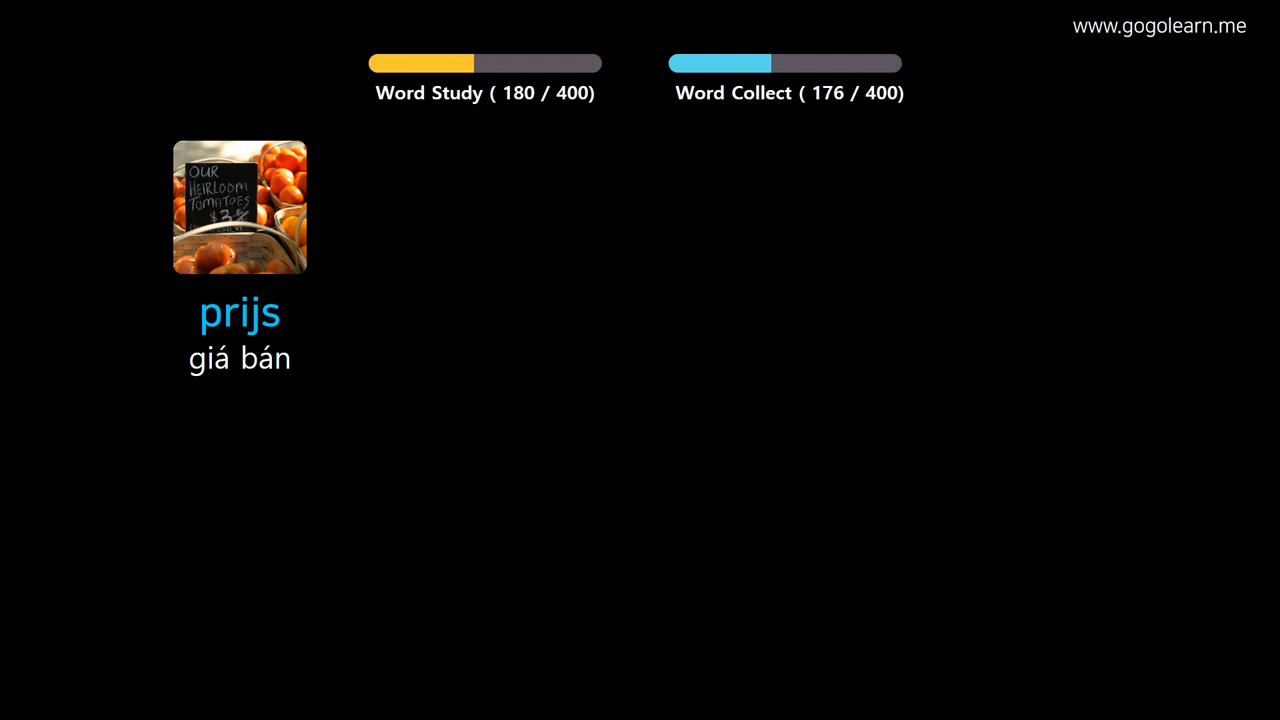 www.gogolearn.me
Word Study ( 180 / 400)
Word Collect ( 176 / 400)
OUR
HEIRLOOM
TOMATOES
prijs
giá bán